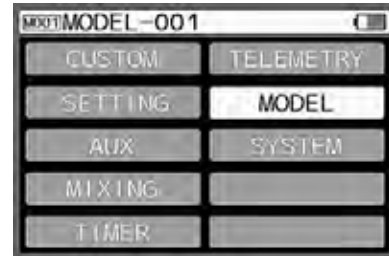 M001 MODEL-001
CUSTOM TELEMETRY
SETTING MODEL
AUX SYSTEM
MIXING
TIMER